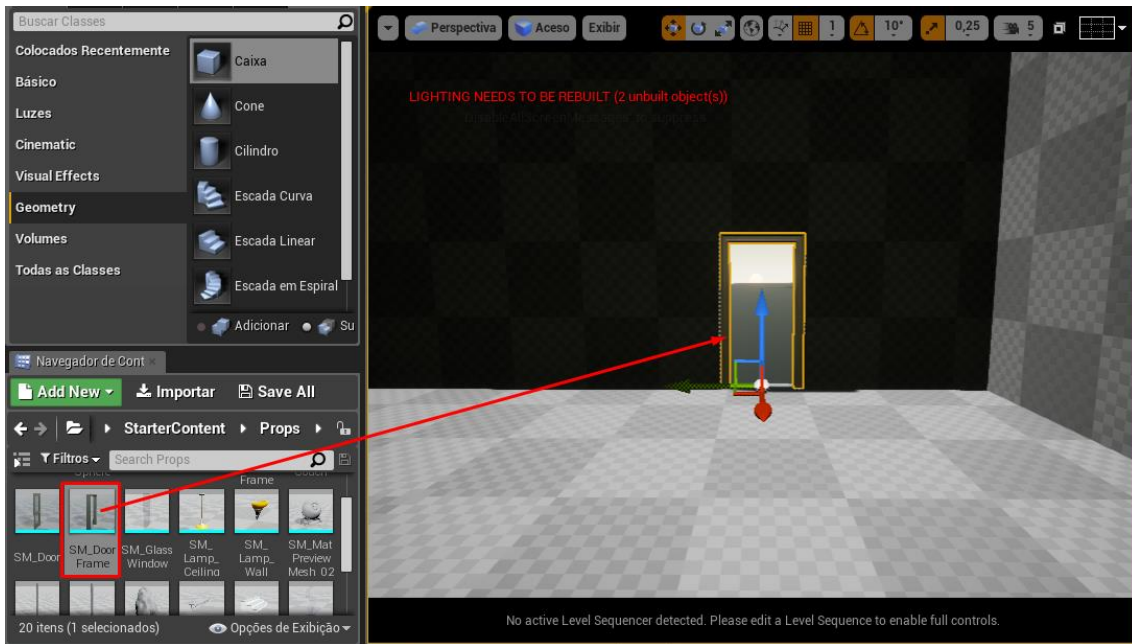 Buscar Classes
Colocados Recentemente
Básico
Luzes
Cinematic
Visual Effects
Geometry
Volumes
Todas as Classes
Caixa
Cone
Cilindro
Escada Curva
Escada Linear
Escada em Espiral
Adicionar
Su
Navegador de Cont
Add New
Importar
Save All
StarterContent
Props
Filtros
Search Props
Frame
SM_Door
SM_Door
Frame
SM_Glass
Window
SM_
Lamp_
Ceiling
SM_
Lamp_
Wall
SM_Mat
Preview
Mesh_02
20 itens (1 selecionados)
Opções de Exibição
Perspectiva
Aceso
Exibir
1
10°
0,25
5
LIGHTING NEEDS TO BE REBUILT (2 unbuilt object(s))
No active Level Sequencer detected. Please edit a Level Sequence to enable full controls.